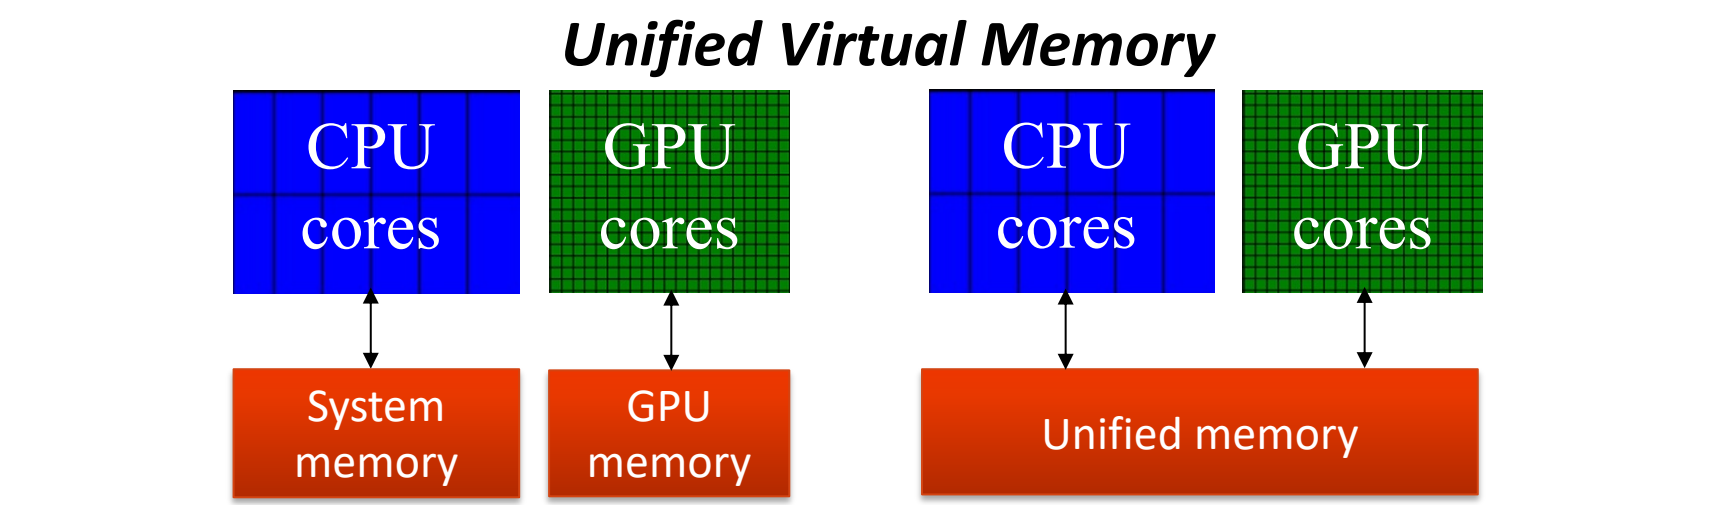 Unified Virtual Memory
CPU
cores
GPU
cores
CPU
cores
GPU
cores
System
memory
GPU
memory
Unified memory